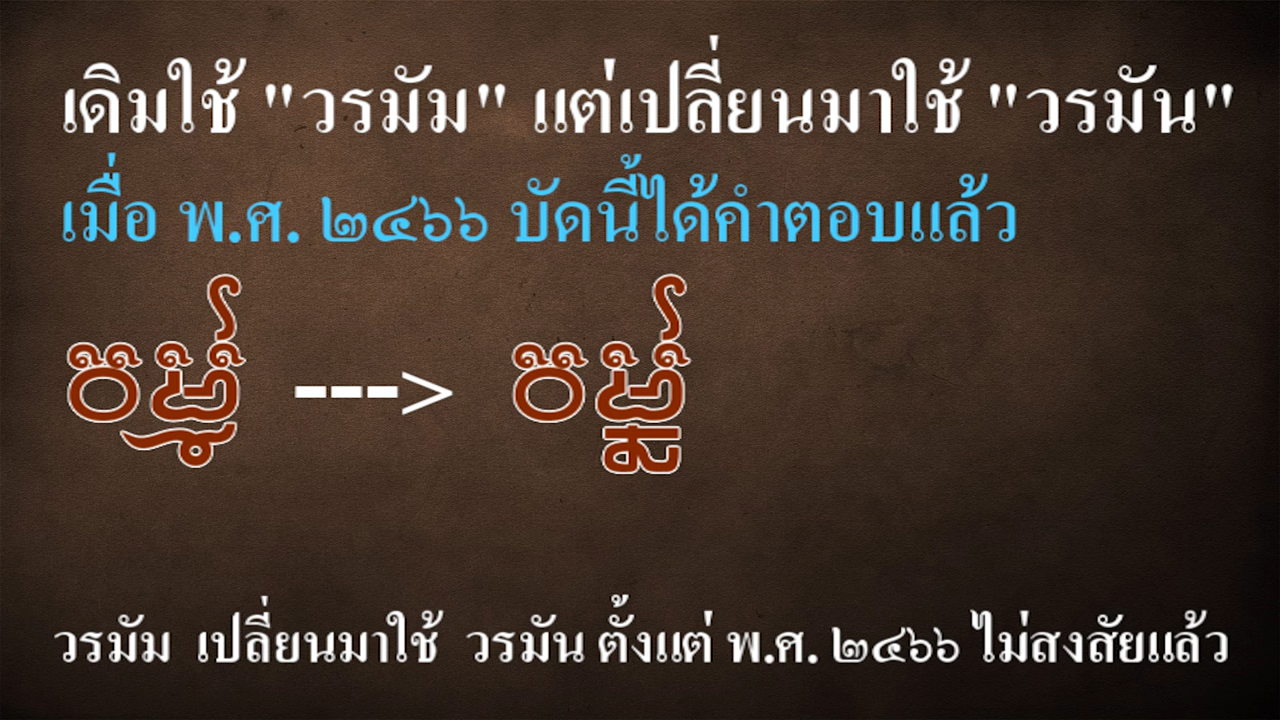 เดิมใช้ "วรมัม" แต่เปลี่ยนมาใช้ "วรมัน"
เมื่อ พ.ศ. ๒๔๖๖ บัดนี้ได้คำตอบแล้ว
--->
วรมัม เปลี่ยนมาใช้ วรมัน ตั้งแต่ พ.ศ. ๒๔๖๖ ไม่สงสัยแล้ว